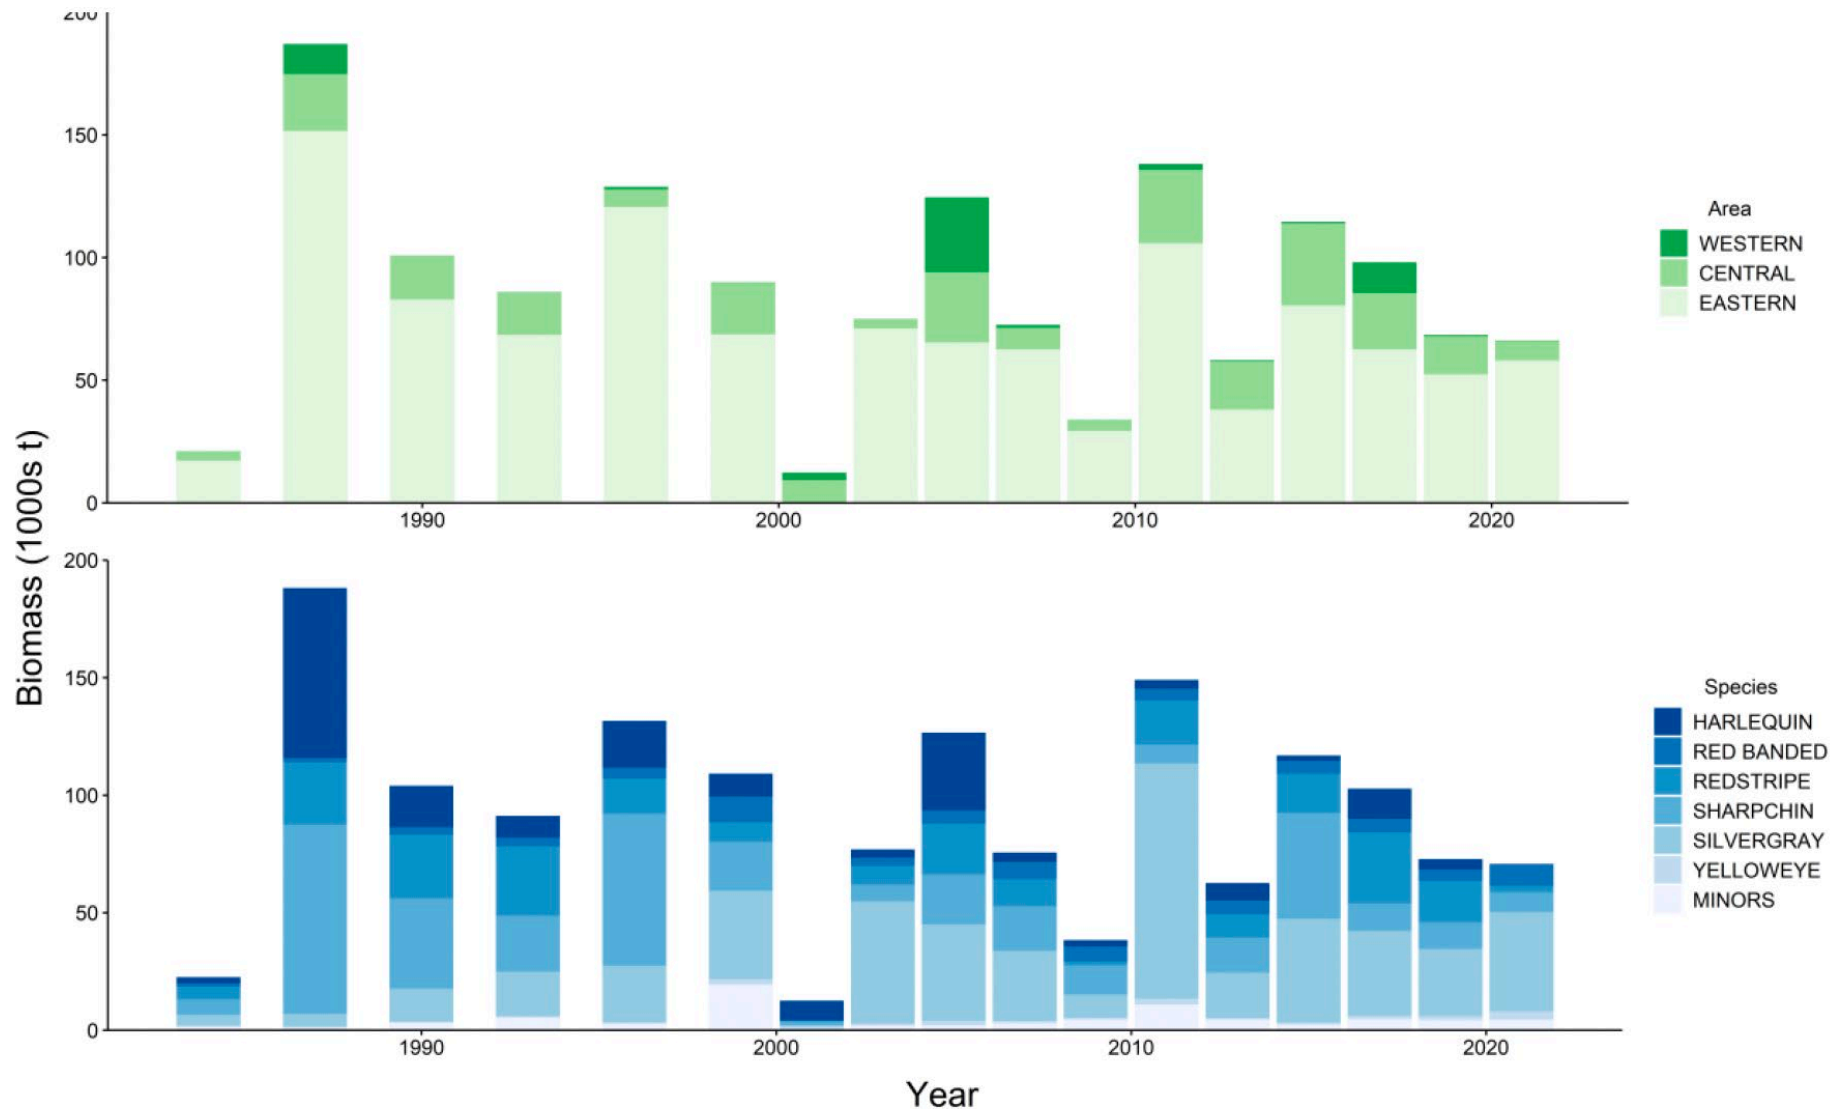 200
150
100
50
0
1990
2000
2010
2020
Area
WESTERN
CENTRAL
EASTERN
Biomass (1000s t)
200
150
100
50
0
1990
2000
2010
2020
Species
HARLEQUIN
RED BANDED
REDSTRIPE
SHARPCHIN
SILVERGRAY
YELLOWEYE
MINORS
Year